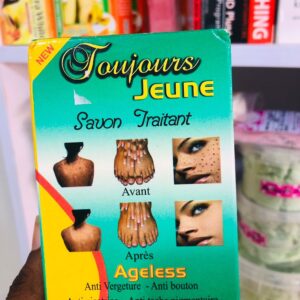 NEW
Toujours
JEUNE
Savon Traitant
Avant
Après
Ageless
Anti Vergeture - Anti bouton